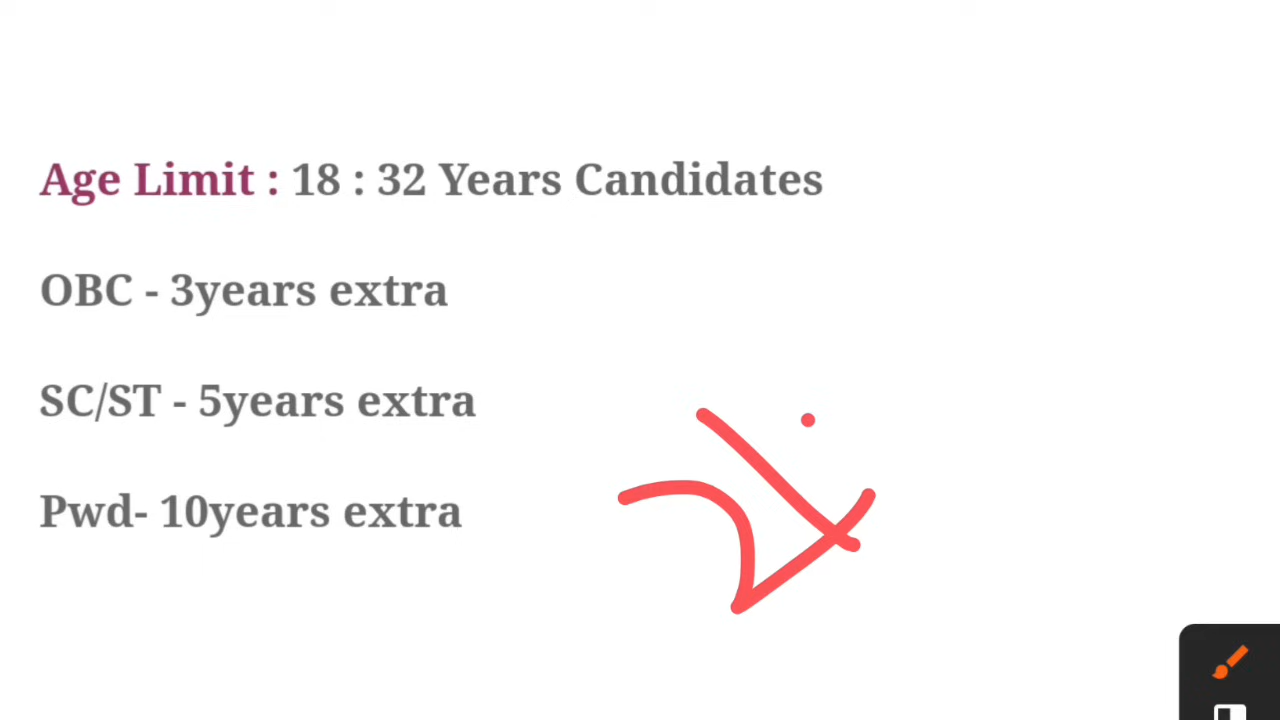 Age Limit : 18 : 32 Years Candidates
OBC - 3years extra
SC/ST - 5years extra
Pwd- 10years extra